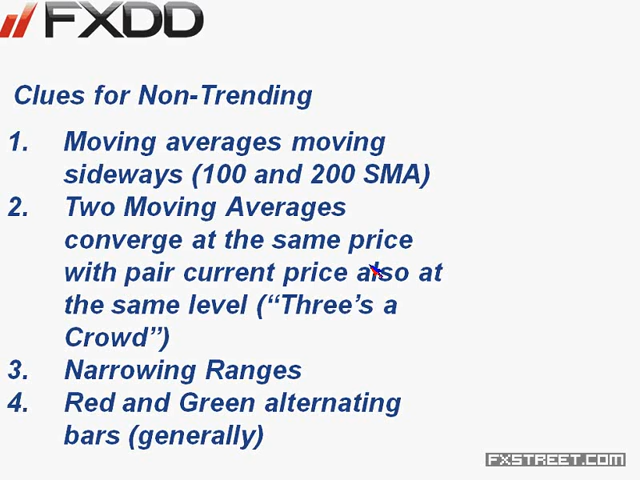 FXDD
Clues for Non-Trending
1. Moving averages moving
sideways (100 and 200 SMA)
2. Two Moving Averages
converge at the same price
with pair current price also at
the same level (“Three’s a
Crowd”)
3. Narrowing Ranges
4. Red and Green alternating
bars (generally)
FXSTREET.COM